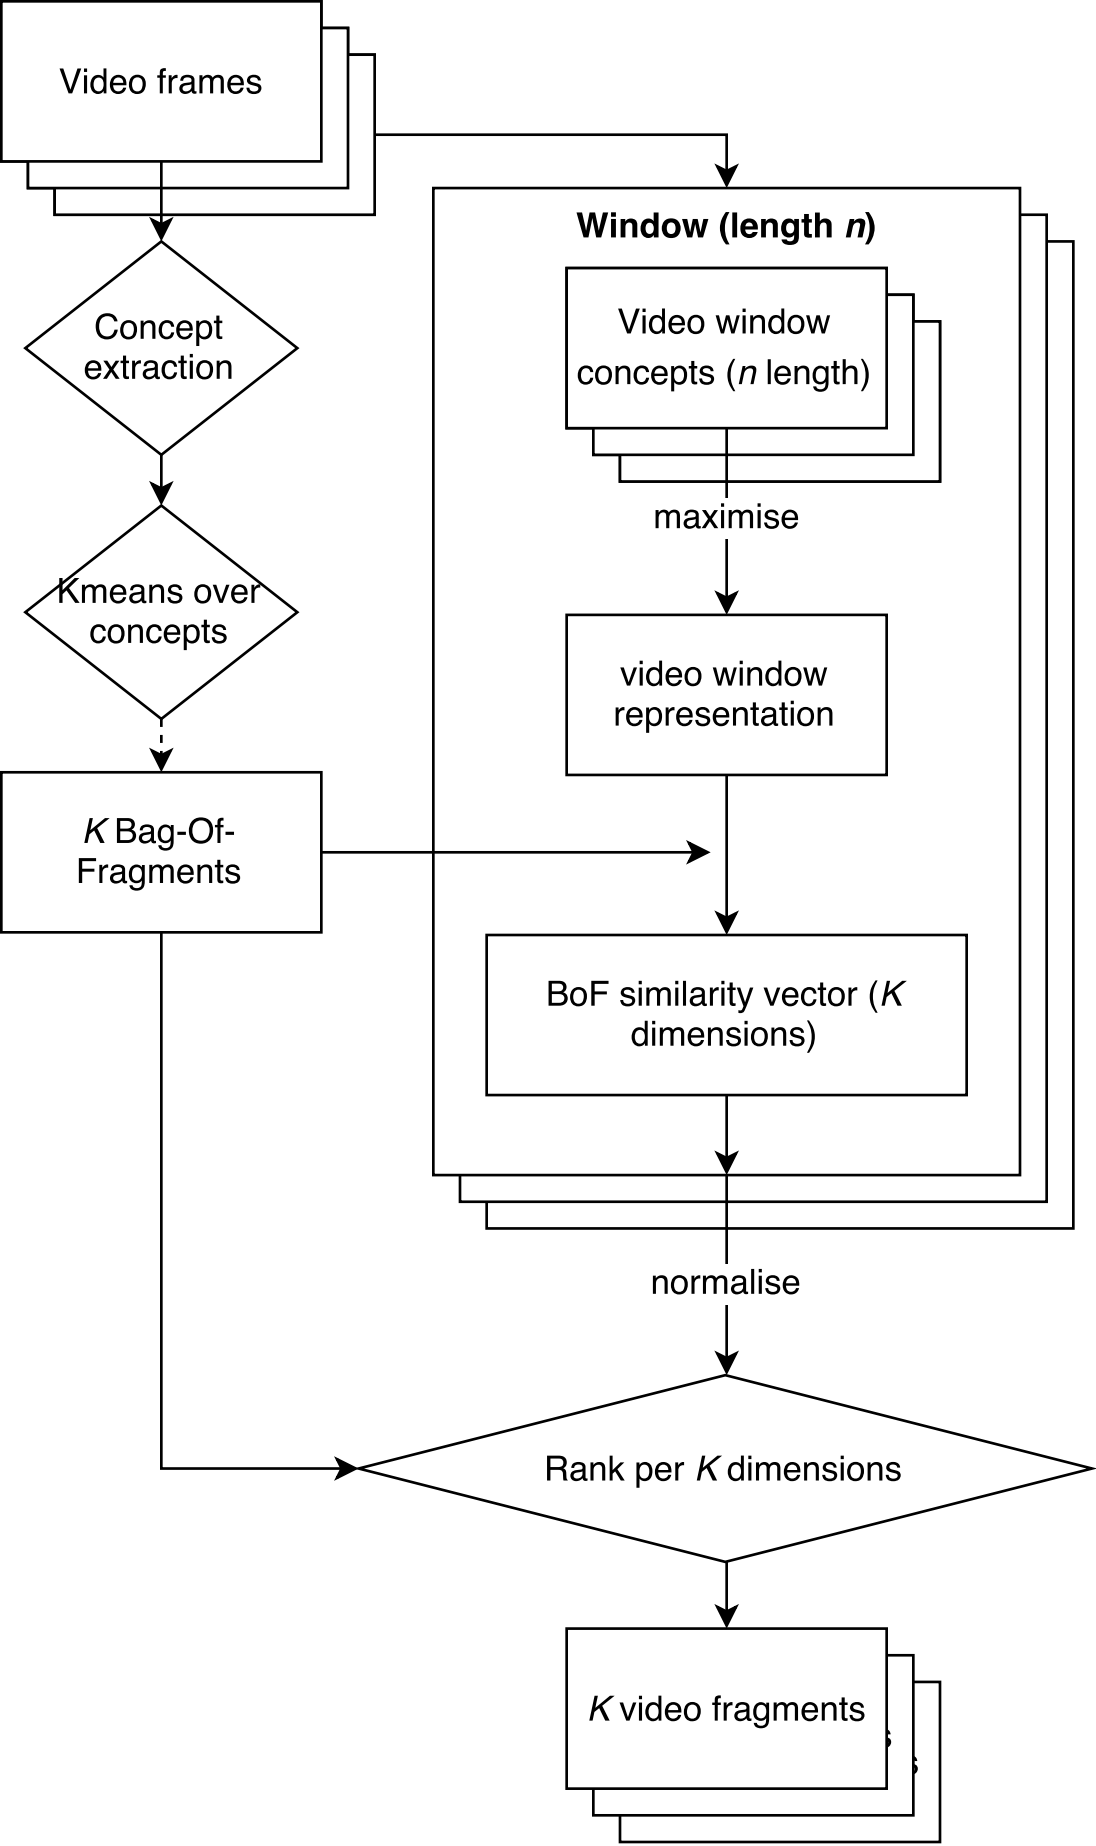 Video frames
Window (length n)
Video window
concepts (n length)
Concept
extraction
maximise
Kmeans over
concepts
video window
representation
K Bag-Of-
Fragments
BoF similarity vector (K
dimensions)
normalise
Rank per K dimensions
K video fragments
s
s